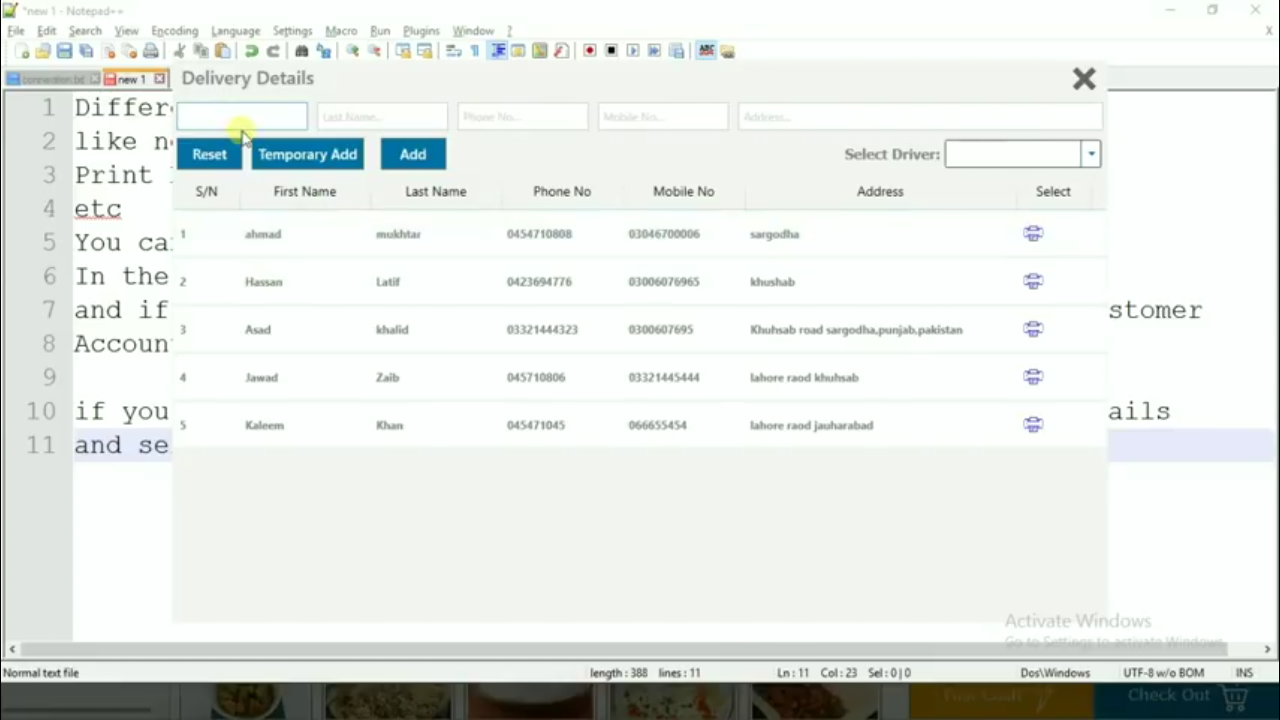 *new 1 - Notepad++
File Edit Search View Encoding Language Settings Macro Run Plugins Window ?
X
ABC
connection.txt new 1
Delivery Details
Last Name... Phone No... Mobile No... Address...
Reset Temporary Add Add Select Driver:
S/N First Name Last Name Phone No Mobile No Address Select
1 ahmad mukhtar 0454710808 03046700006 sargodha
2 Hassan Latif 0423694776 03006076965 khushab
3 Asad khalid 03321444323 0300607695 Khuhsab road sargodha,punjab,pakistan
4 Jawad Zaib 045710806 03321445444 lahore raod khuhsab
5 Kaleem Khan 045471045 066655454 lahore raod jauharabad
1 Differ
2 like n
3 Print
4 etc
5 You ca
6 In the
7 and if stomer
8 Accoun
9
10 if you ails
11 and se
Activate Windows
Go to Settings to activate Windows.
Normal text file length : 388 lines : 11 Ln : 11 Col : 23 Sel : 0 | 0 Dos\Windows UTF-8 w/o BOM INS
Check Out